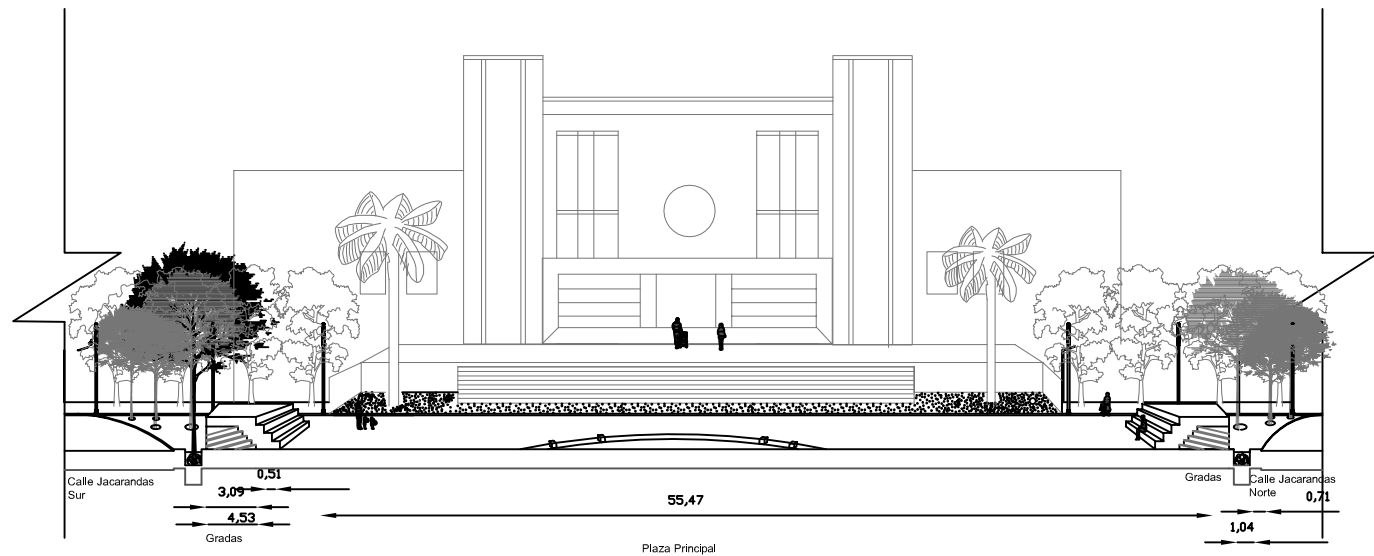 Calle Jacarandas
Sur
0,51
3,09
4,53
Gradas
55,47
Plaza Principal
Gradas
Calle Jacarandas
Norte
0,71
1,04